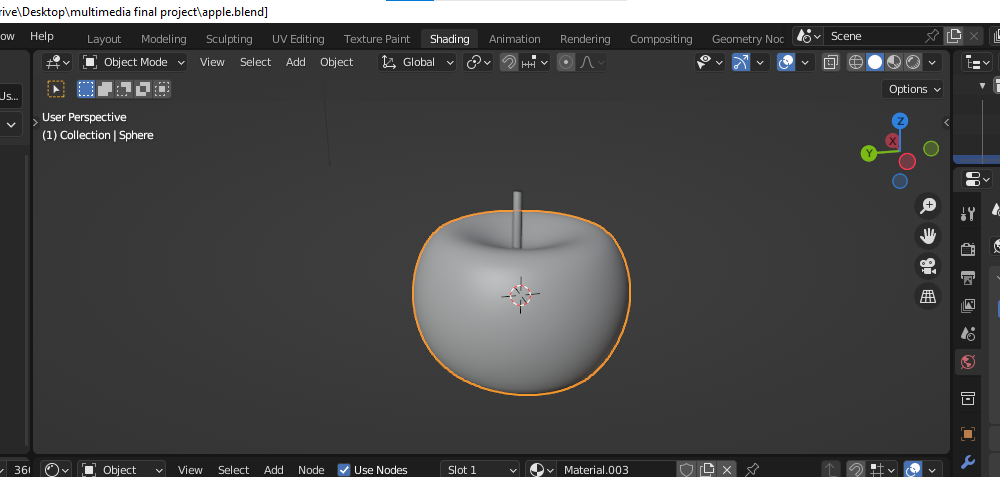 rive\Desktop\multimedia final project\apple.blend]
ow Help Layout Modeling Sculpting UV Editing Texture Paint Shading Animation Rendering Compositing Geometry Noc Scene
Object Mode View Select Add Object Global
Us... Options
User Perspective
(1) Collection | Sphere
Z
X
Y
36 Object View Select Add Node Use Nodes Slot 1 Material.003